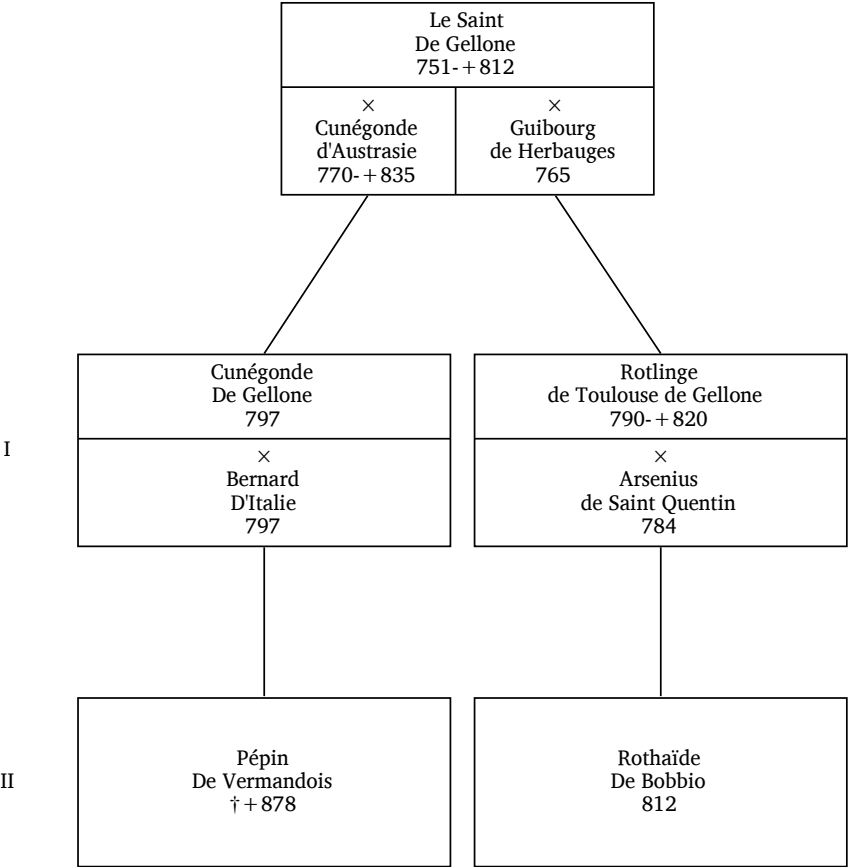 Le Saint
De Gellone
751-+812
×
Cunégonde
d'Austrasie
770-+835
×
Guibourg
de Herbauges
765
I
Cunégonde
De Gellone
797
×
Bernard
D'Italie
797
Rotlinge
de Toulouse de Gellone
790-+820
×
Arsenius
de Saint Quentin
784
II
Pépin
De Vermandois
†+878
Rothaïde
De Bobbio
812